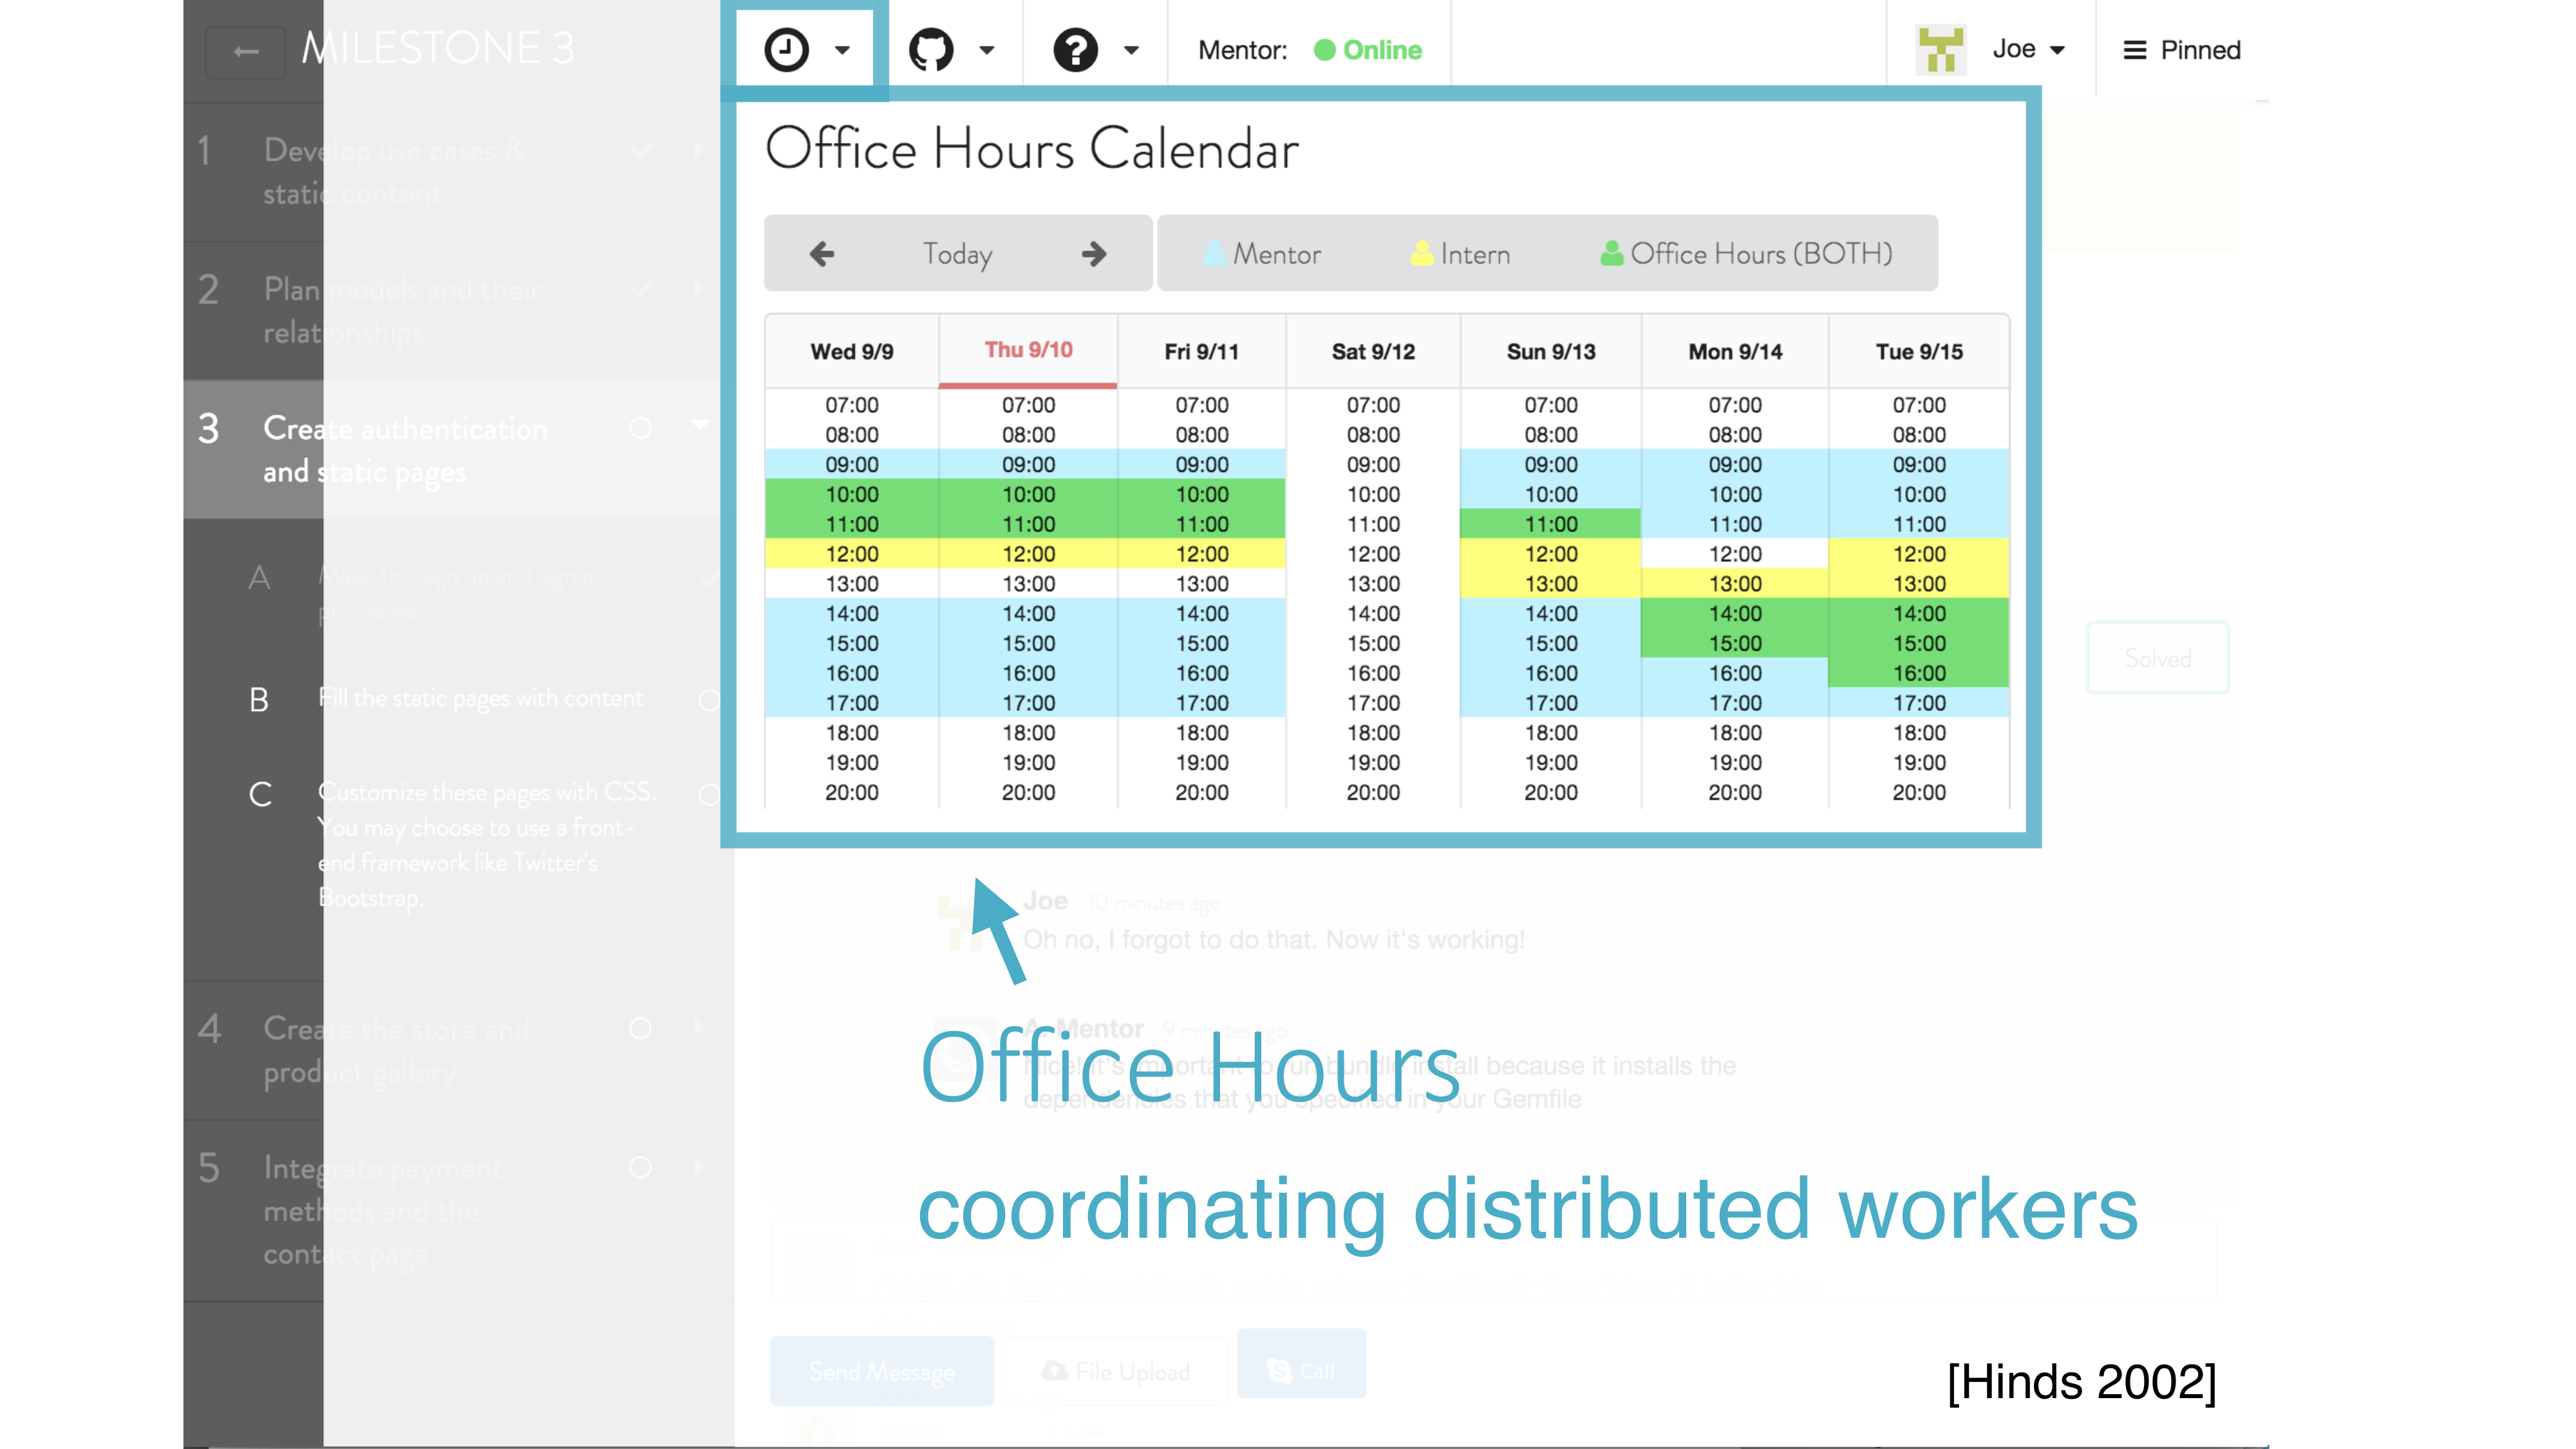 MILESTONE 3
Mentor: Online
Joe
Pinned
1 Develop use cases &
static content
2 Plan models and their
relationships
3 Create authentication
and static pages
A Make the sign up and sign in
processes
B Fill the static pages with content
C Customize these pages with CSS.
You may choose to use a front-
end framework like Twitter's
Bootstrap.
4 Create the store and
product gallery
5 Integrate payment
methods and the
contact page
Office Hours Calendar
Today
Mentor Intern Office Hours (BOTH)
Wed 9/9 Thu 9/10 Fri 9/11 Sat 9/12 Sun 9/13 Mon 9/14 Tue 9/15
07:00 07:00 07:00 07:00 07:00 07:00 07:00
08:00 08:00 08:00 08:00 08:00 08:00 08:00
09:00 09:00 09:00 09:00 09:00 09:00 09:00
10:00 10:00 10:00 10:00 10:00 10:00 10:00
11:00 11:00 11:00 11:00 11:00 11:00 11:00
12:00 12:00 12:00 12:00 12:00 12:00 12:00
13:00 13:00 13:00 13:00 13:00 13:00 13:00
14:00 14:00 14:00 14:00 14:00 14:00 14:00
15:00 15:00 15:00 15:00 15:00 15:00 15:00
16:00 16:00 16:00 16:00 16:00 16:00 16:00
17:00 17:00 17:00 17:00 17:00 17:00 17:00
18:00 18:00 18:00 18:00 18:00 18:00 18:00
19:00 19:00 19:00 19:00 19:00 19:00 19:00
20:00 20:00 20:00 20:00 20:00 20:00 20:00
Solved
Joe 10 minutes ago
Oh no, I forgot to do that. Now it's working!
A. Mentor 9 minutes ago
Nice! It's important to run bundle install because it installs the
dependencies that you specified in your Gemfile
Office Hours
coordinating distributed workers
Send Message File Upload Call
[Hinds 2002]